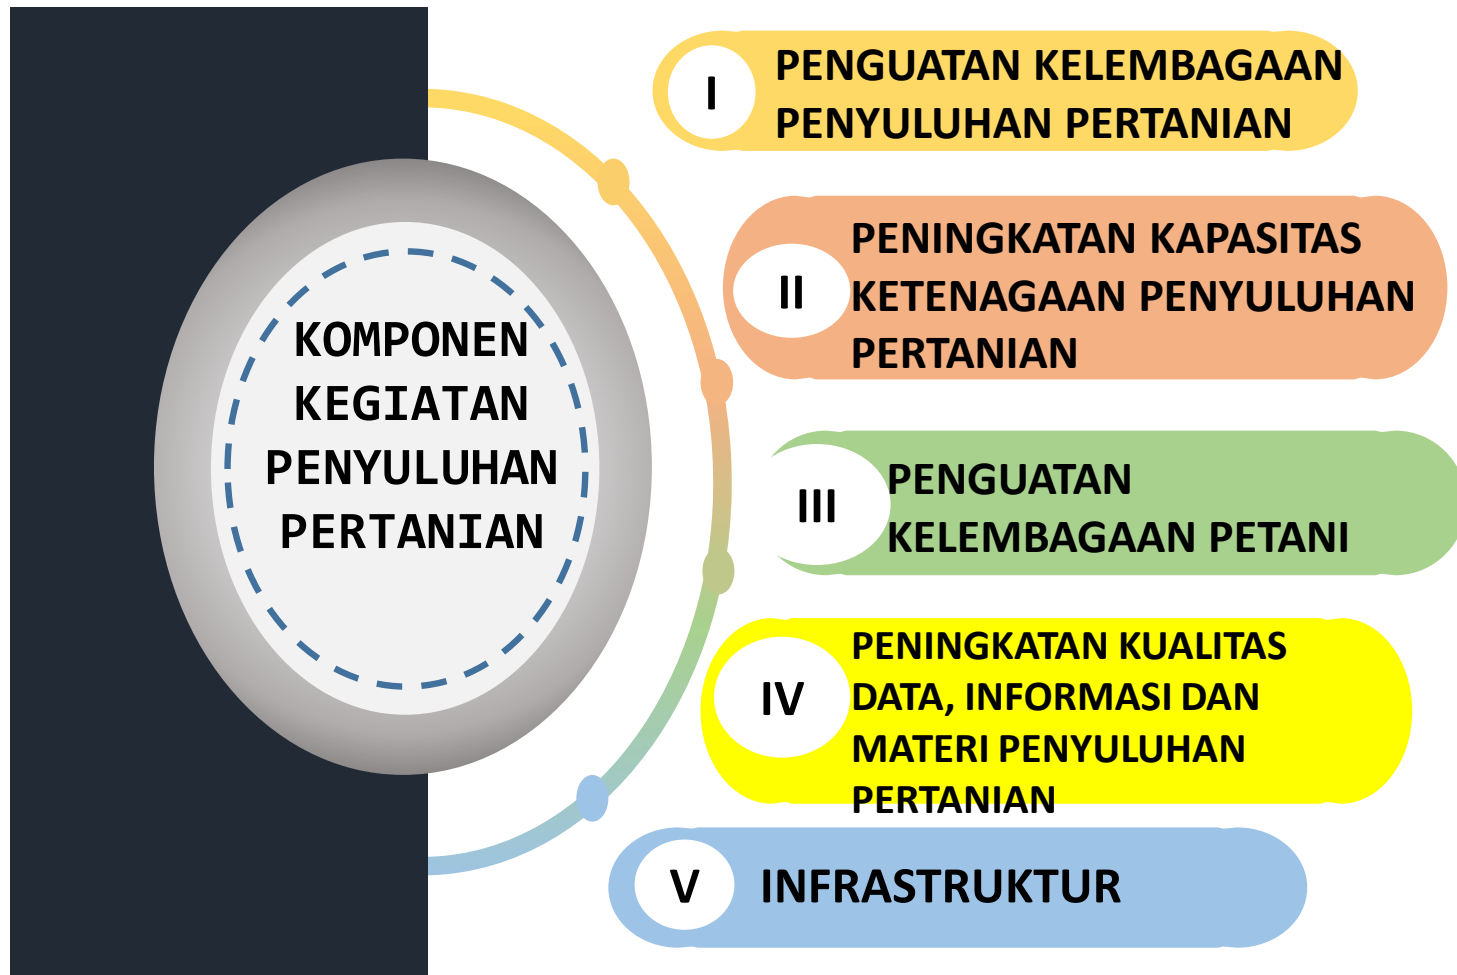 KOMPONEN
KEGIATAN
PENYULUHAN
PERTANIAN
I
PENGUATAN KELEMBAGAAN
PENYULUHAN PERTANIAN
II
PENINGKATAN KAPASITAS
KETENAGAAN PENYULUHAN
PERTANIAN
III
PENGUATAN
KELEMBAGAAN PETANI
IV
PENINGKATAN KUALITAS
DATA, INFORMASI DAN
MATERI PENYULUHAN
PERTANIAN
V
INFRASTRUKTUR